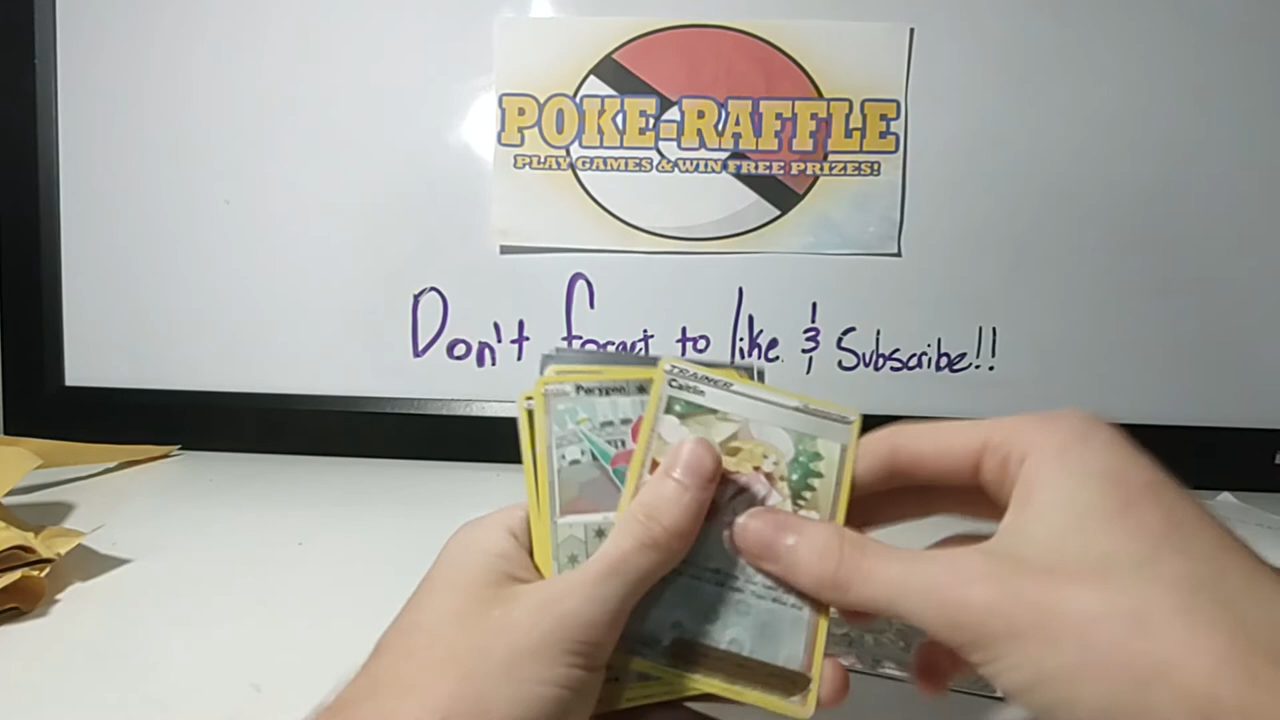 POKE-RAFFLE
PLAY GAMES & WIN FREE PRIZES!
Don't forget to like & Subscribe!!
TRAINER
Caitlin
Porygon